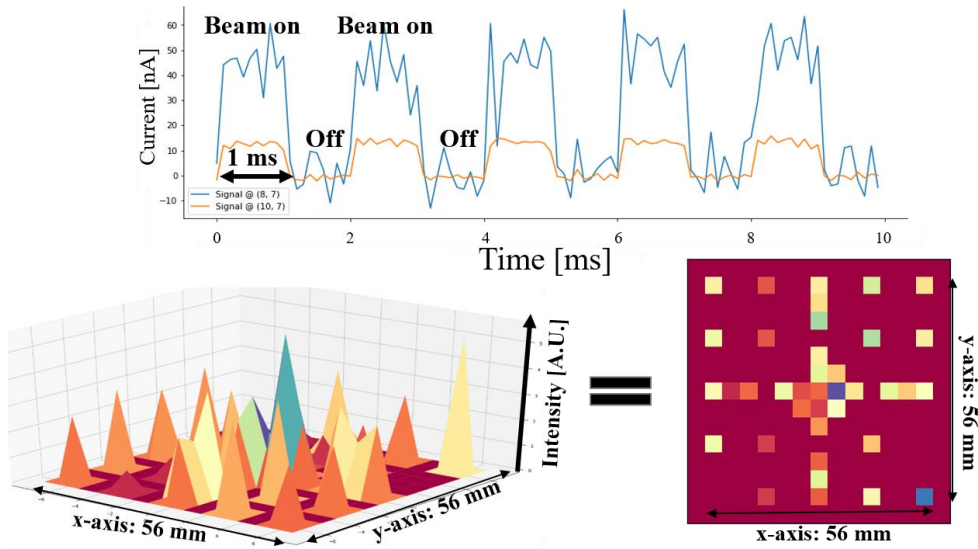 Beam on
Beam on
Off
Off
1 ms
Current [nA]
60
50
40
30
20
10
0
−10
Signal @ (8, 7)
Signal @ (10, 7)
0
2
4
6
8
10
Time [ms]
Intensity [A.U.]
x-axis: 56 mm
y-axis: 56 mm
=
y-axis: 56 mm
x-axis: 56 mm